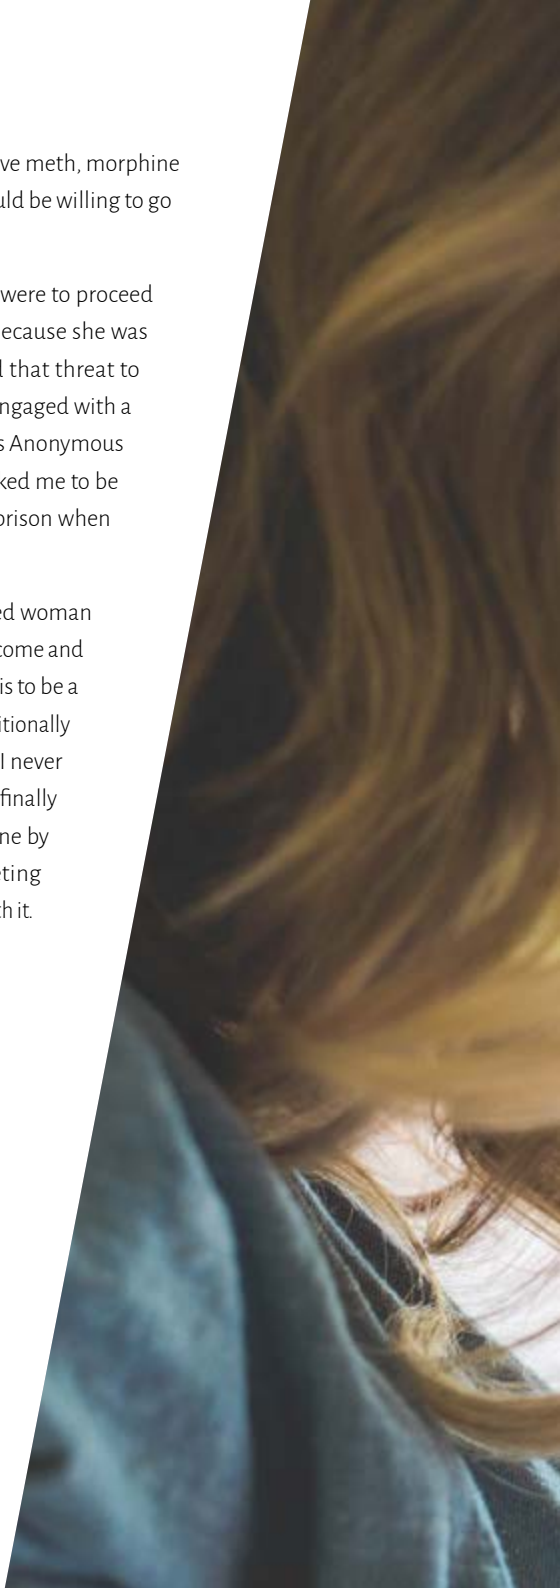 ve meth, morphine
uld be willing to go
were to proceed
ecause she was
d that threat to
ngaged with a
s Anonymous
ked me to be
prison when
ed woman
come and
is to be a
itionally
I never
finally
ne by
eting
th it.